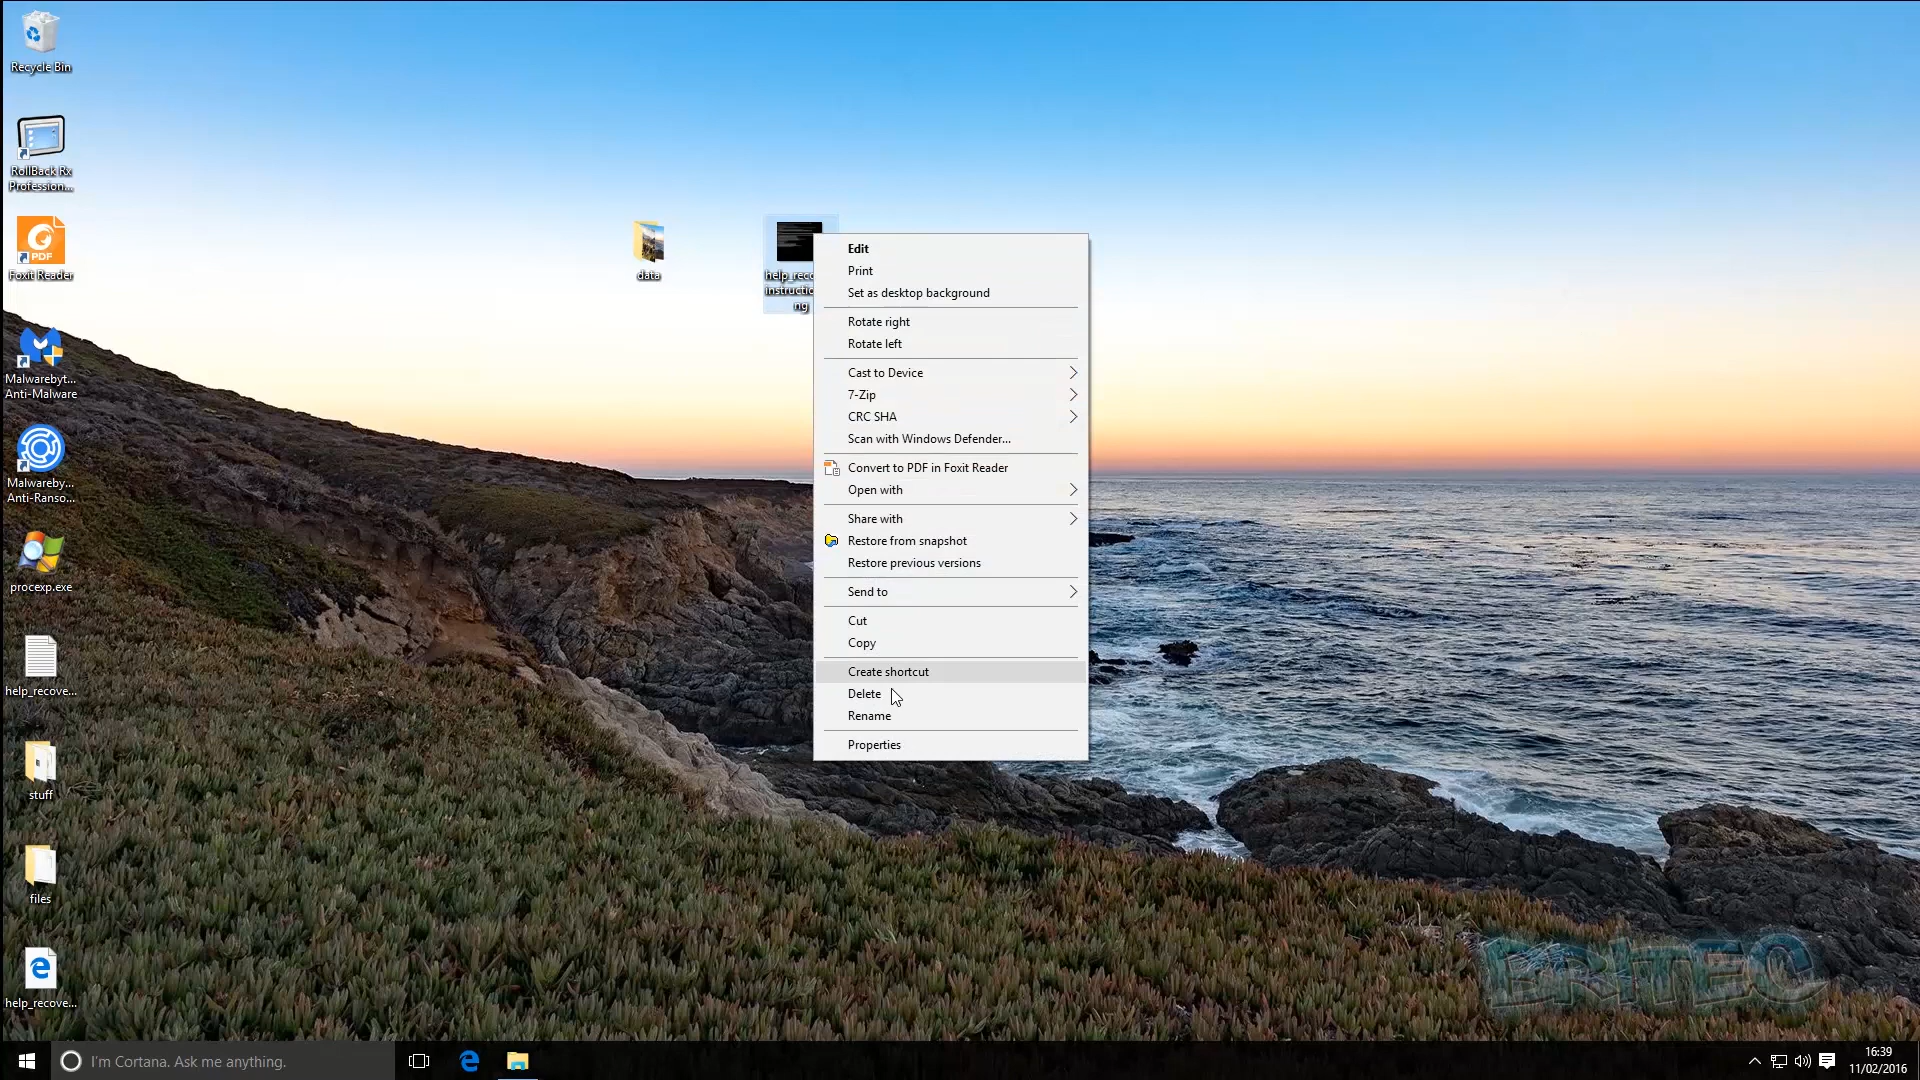 Recycle Bin
RollBack Rx
Profession...
Foxit Reader
Malwarebyt...
Anti-Malware
Malwareby...
Anti-Ranso...
procexp.exe
help_recove...
stuff
files
help_recove...
data
help_reco
instructio
ng
Edit
Print
Set as desktop background
Rotate right
Rotate left
Cast to Device
7-Zip
CRC SHA
Scan with Windows Defender...
Convert to PDF in Foxit Reader
Open with
Share with
Restore from snapshot
Restore previous versions
Send to
Cut
Copy
Create shortcut
Delete
Rename
Properties
BRITEC
I'm Cortana. Ask me anything.
16:39
11/02/2016